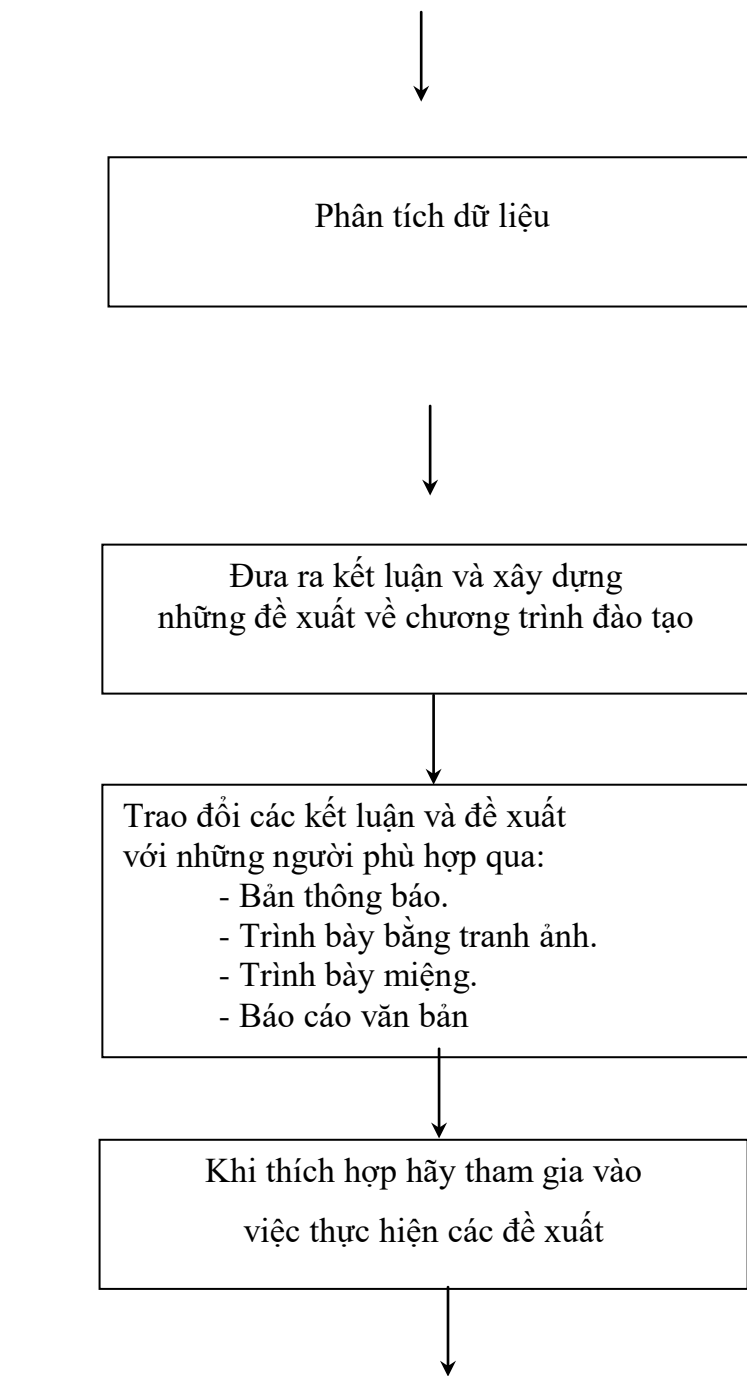 Phân tích dữ liệu
Đưa ra kết luận và xây dựng
những đề xuất về chương trình đào tạo
Trao đổi các kết luận và đề xuất
với những người phù hợp qua:
- Bản thông báo.
- Trình bày bằng tranh ảnh.
- Trình bày miệng.
- Báo cáo văn bản
Khi thích hợp hãy tham gia vào
việc thực hiện các đề xuất